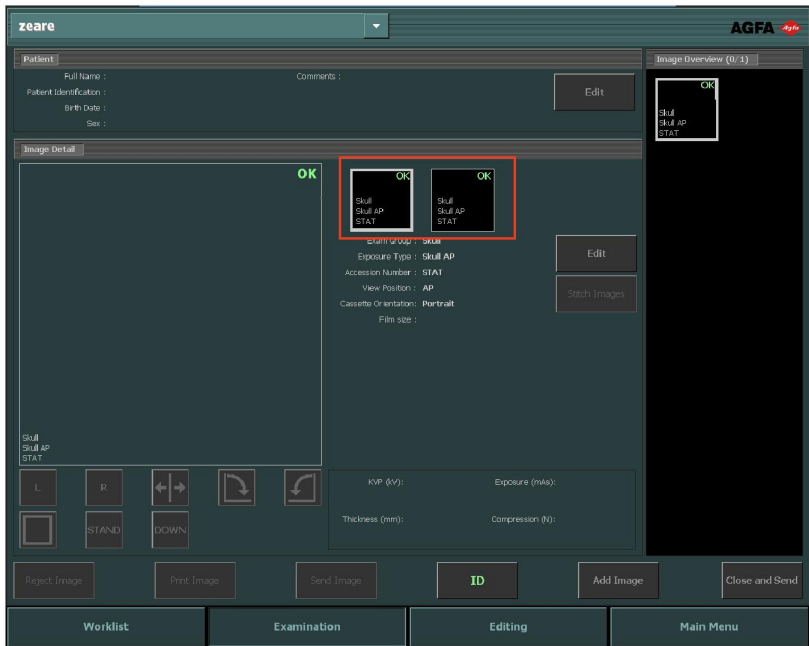 zeare
AGFA
Agfa
Patient
Full Name :
Comments :
Patient Identification :
Birth Date :
Sex :
Edit
Image Overview (0/1)
OK
Skull
Skull AP
STAT
Image Detail
OK
Skull
Skull AP
STAT
OK
Skull
Skull AP
STAT
OK
Skull
Skull AP
STAT
Exam Group : Skull
Exposure Type : Skull AP
Accession Number : STAT
View Position : AP
Cassette Orientation: Portrait
Film size :
Edit
Stitch Images
L
R
STAND
DOWN
KVP (kV):
Exposure (mAs):
Thickness (mm):
Compression (N):
Reject Image
Print Image
Send Image
ID
Add Image
Close and Send
Worklist
Examination
Editing
Main Menu